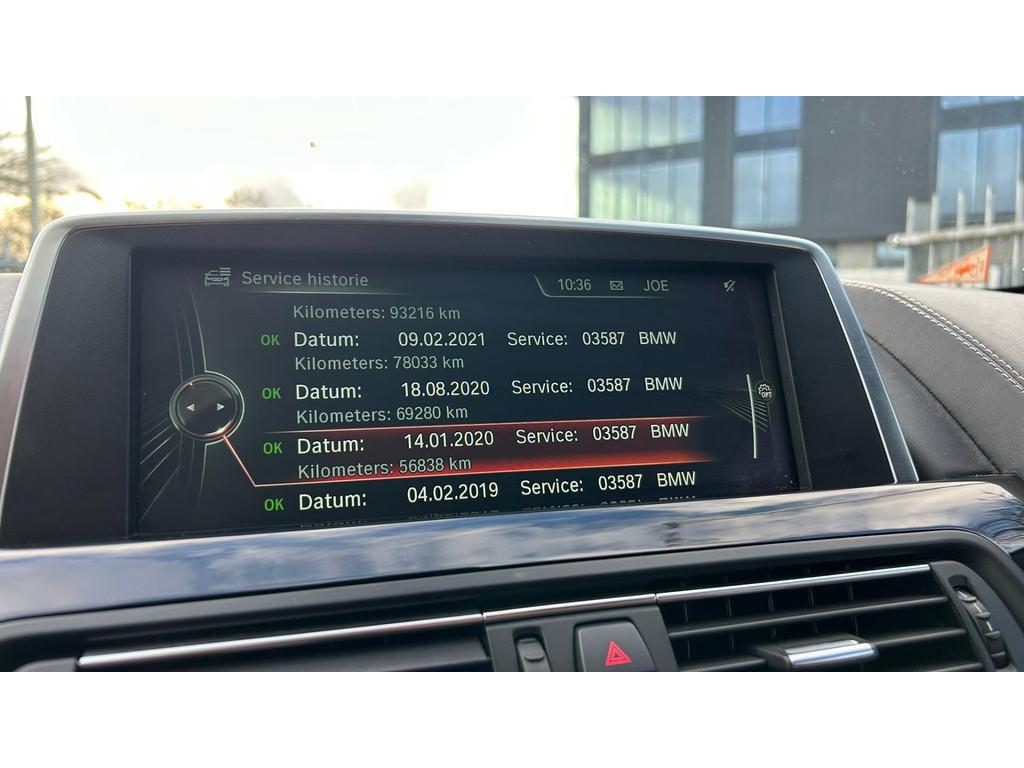 Service historie 10:36 JOE
Kilometers: 93216 km
OK Datum: 09.02.2021 Service: 03587 BMW
Kilometers: 78033 km
OK Datum: 18.08.2020 Service: 03587 BMW
Kilometers: 69280 km
OPT
OK Datum: 14.01.2020 Service: 03587 BMW
Kilometers: 56838 km
OK Datum: 04.02.2019 Service: 03587 BMW